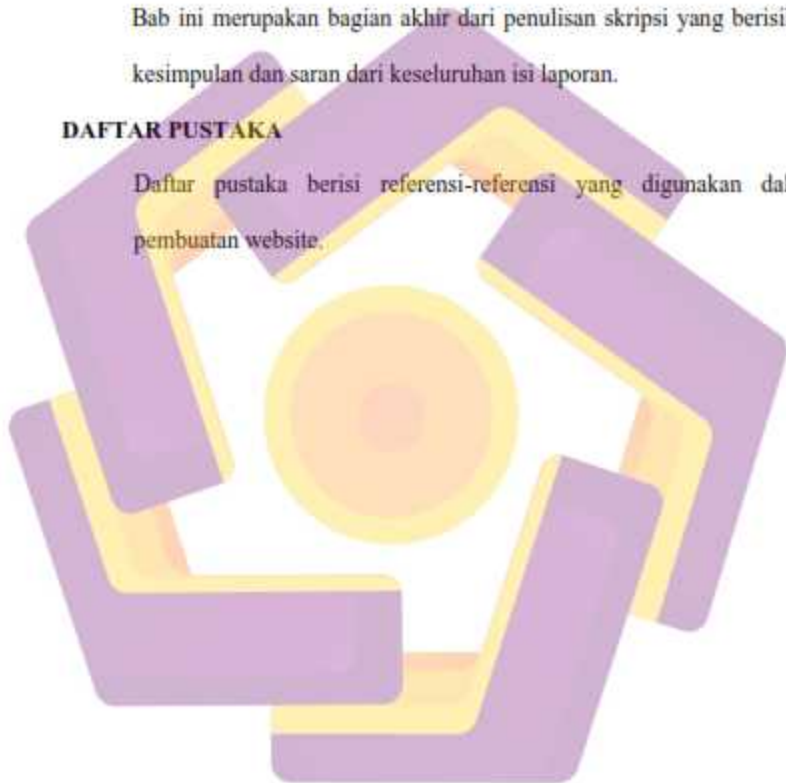 Bab ini merupakan bagian akhir dari penulisan skripsi yang berisi
kesimpulan dan saran dari keseluruhan isi laporan.
DAFTAR PUSTAKA
Daftar pustaka berisi referensi-referensi yang digunakan dal
pembuatan website.